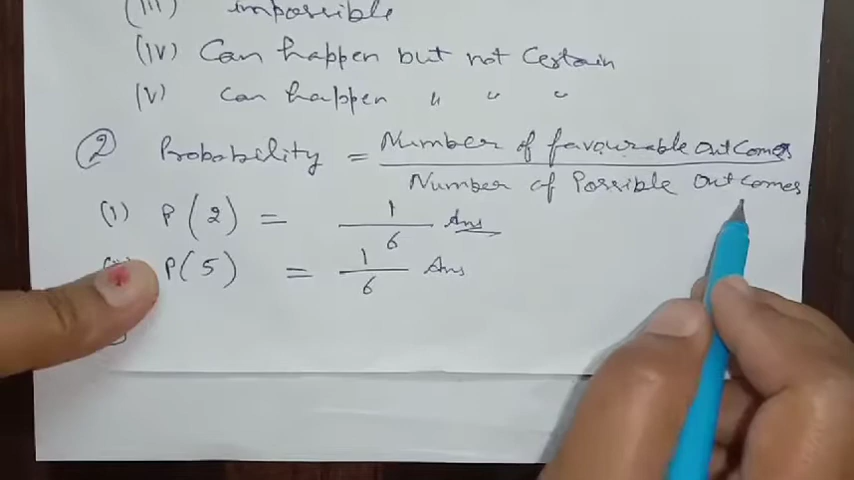 (iii) impossible
(iv) Can happen but not Certain
(v) Can happen " " "
(2) Probability = Number of favourable outcomes
Number of Possible outcomes
(i) P(2) = 1/6 Ans
P(5) = 1/6 Ans